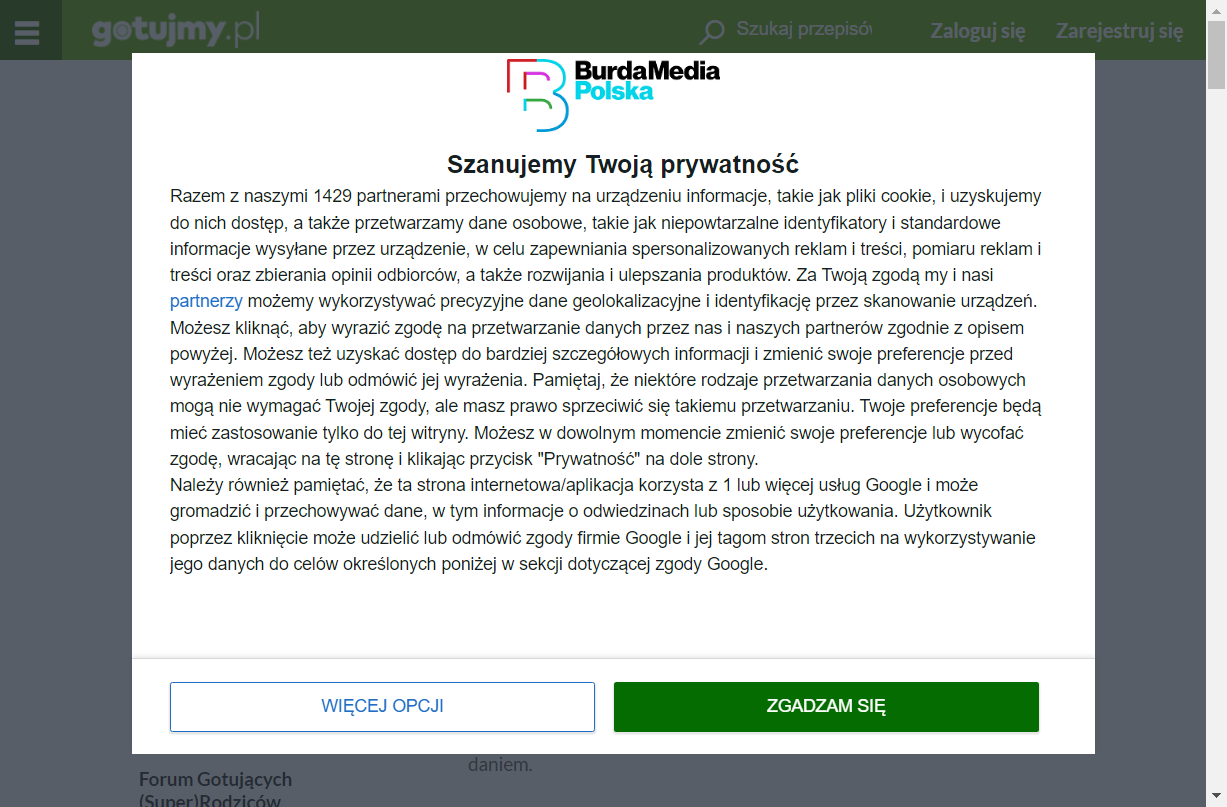 gotujmy.pl
Szukaj przepisów
Zaloguj się
Zarejestruj się
BurdaMedia
Polska
Szanujemy Twoją prywatność
Razem z naszymi 1429 partnerami przechowujemy na urządzeniu informacje, takie jak pliki cookie, i uzyskujemy
do nich dostęp, a także przetwarzamy dane osobowe, takie jak niepowtarzalne identyfikatory i standardowe
informacje wysyłane przez urządzenie, w celu zapewniania spersonalizowanych reklam i treści, pomiaru reklam i
treści oraz zbierania opinii odbiorców, a także rozwijania i ulepszania produktów. Za Twoją zgodą my i nasi
partnerzy możemy wykorzystywać precyzyjne dane geolokalizacyjne i identyfikację przez skanowanie urządzeń.
Możesz kliknąć, aby wyrazić zgodę na przetwarzanie danych przez nas i naszych partnerów zgodnie z opisem
powyżej. Możesz też uzyskać dostęp do bardziej szczegółowych informacji i zmienić swoje preferencje przed
wyrażeniem zgody lub odmówić jej wyrażenia. Pamiętaj, że niektóre rodzaje przetwarzania danych osobowych
mogą nie wymagać Twojej zgody, ale masz prawo sprzeciwić się takiemu przetwarzaniu. Twoje preferencje będą
mieć zastosowanie tylko do tej witryny. Możesz w dowolnym momencie zmienić swoje preferencje lub wycofać
zgodę, wracając na tę stronę i klikając przycisk "Prywatność" na dole strony.
Należy również pamiętać, że ta strona internetowa/aplikacja korzysta z 1 lub więcej usług Google i może
gromadzić i przechowywać dane, w tym informacje o odwiedzinach lub sposobie użytkowania. Użytkownik
poprzez kliknięcie może udzielić lub odmówić zgody firmie Google i jej tagom stron trzecich na wykorzystywanie
jego danych do celów określonych poniżej w sekcji dotyczącej zgody Google.
WIĘCEJ OPCJI
ZGADZAM SIĘ
daniem.
Forum Gotujących
(Super)Rodziców